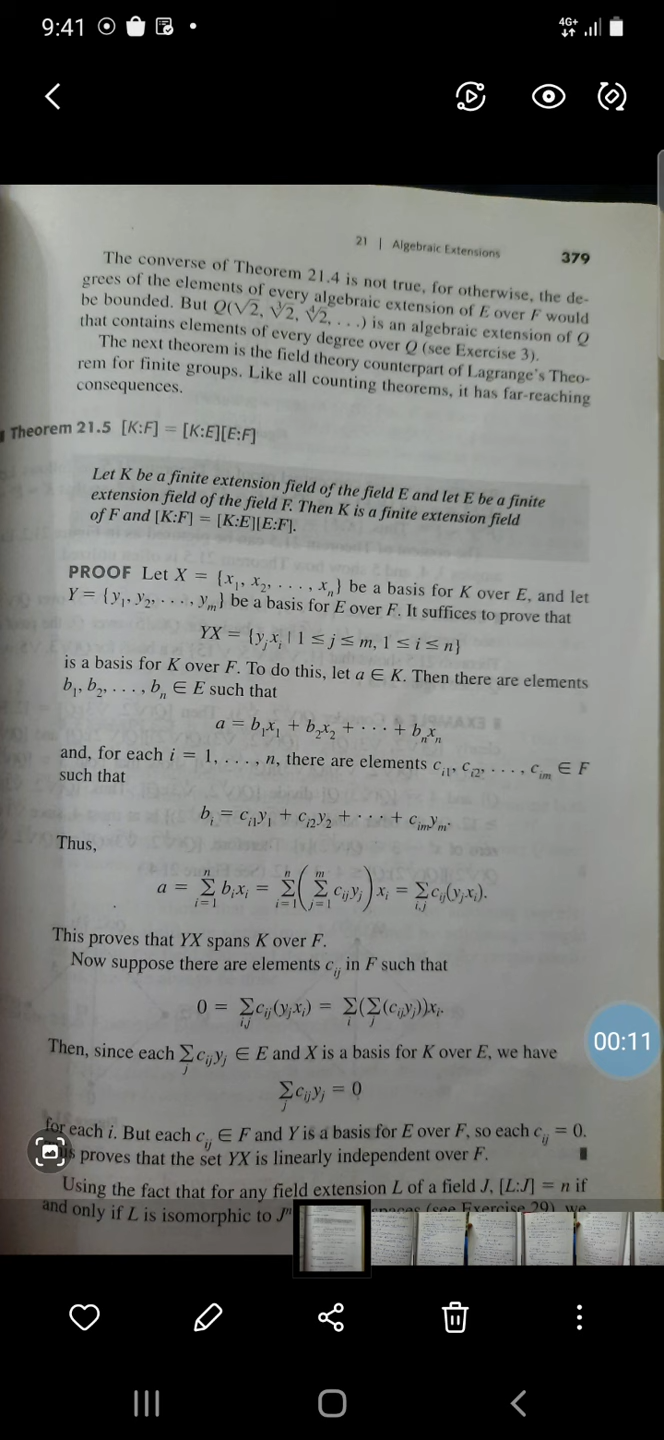 9:41
4G+
21 | Algebraic Extensions 379
The converse of Theorem 21.4 is not true, for otherwise, the de-
grees of the elements of every algebraic extension of E over F would
be bounded. But Q(√2, ∛2, ∜2, . . .) is an algebraic extension of Q
that contains elements of every degree over Q (see Exercise 3).
The next theorem is the field theory counterpart of Lagrange's Theo-
rem for finite groups. Like all counting theorems, it has far-reaching
consequences.
Theorem 21.5 [K:F] = [K:E][E:F]
Let K be a finite extension field of the field E and let E be a finite
extension field of the field F. Then K is a finite extension field
of F and [K:F] = [K:E][E:F].
PROOF Let X = {x₁, x₂, . . . , xₙ} be a basis for K over E, and let
Y = {y₁, y₂, . . . , yₘ} be a basis for E over F. It suffices to prove that
YX = {yⱼxᵢ | 1 ≤ j ≤ m, 1 ≤ i ≤ n}
is a basis for K over F. To do this, let a ∈ K. Then there are elements
b₁, b₂, . . . , bₙ ∈ E such that
a = b₁x₁ + b₂x₂ + · · · + bₙxₙ
and, for each i = 1, . . . , n, there are elements cᵢ₁, cᵢ₂, . . . , cᵢₘ ∈ F
such that
bᵢ = cᵢ₁y₁ + cᵢ₂y₂ + · · · + cᵢₘyₘ.
Thus,
a = ∑ⁿᵢ₌₁ bᵢxᵢ = ∑ⁿᵢ₌₁ (∑ᵐⱼ₌₁ cᵢⱼyⱼ) xᵢ = ∑ᵢ,ⱼ cᵢⱼ(yⱼxᵢ).
This proves that YX spans K over F.
Now suppose there are elements cᵢⱼ in F such that
0 = ∑ᵢ,ⱼ cᵢⱼ(yⱼxᵢ) = ∑ᵢ(∑ⱼ(cᵢⱼyⱼ))xᵢ.
Then, since each ∑ⱼ cᵢⱼyⱼ ∈ E and X is a basis for K over E, we have
00:11
∑ⱼ cᵢⱼyⱼ = 0
for each i. But each cᵢⱼ ∈ F and Y is a basis for E over F, so each cᵢⱼ = 0.
proves that the set YX is linearly independent over F.
Using the fact that for any field extension L of a field J, [L:J] = n if
and only if L is isomorphic to Jⁿ spaces (see Exercise 29), we